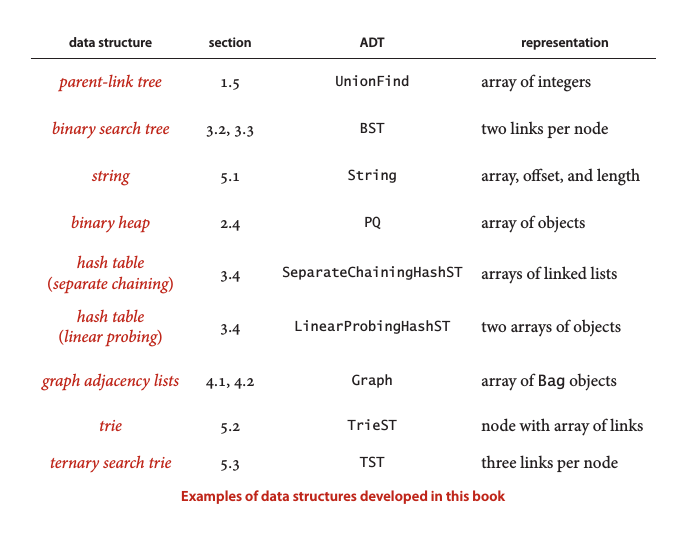 data structure section ADT representation
parent-link tree 1.5 UnionFind array of integers
binary search tree 3.2, 3.3 BST two links per node
string 5.1 String array, offset, and length
binary heap 2.4 PQ array of objects
hash table
(separate chaining) 3.4 SeparateChainingHashST arrays of linked lists
hash table
(linear probing) 3.4 LinearProbingHashST two arrays of objects
graph adjacency lists 4.1, 4.2 Graph array of Bag objects
trie 5.2 TrieST node with array of links
ternary search trie 5.3 TST three links per node
Examples of data structures developed in this book